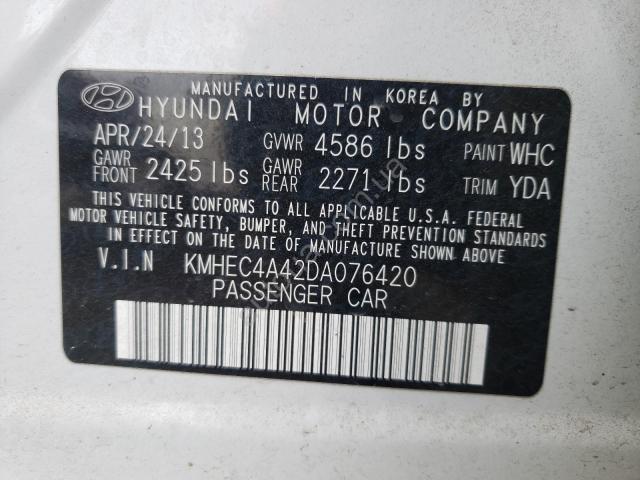 MANUFACTURED IN KOREA BY
HYUNDAI MOTOR COMPANY
APR/24/13 GVWR 4586 lbs PAINT WHC
GAWR FRONT 2425 lbs GAWR REAR 2271 lbs TRIM YDA
THIS VEHICLE CONFORMS TO ALL APPLICABLE U.S.A. FEDERAL
MOTOR VEHICLE SAFETY, BUMPER, AND THEFT PREVENTION STANDARDS
IN EFFECT ON THE DATE OF MANUFACTURE SHOWN ABOVE.
V.I.N KMHEC4A42DA076420
PASSENGER CAR